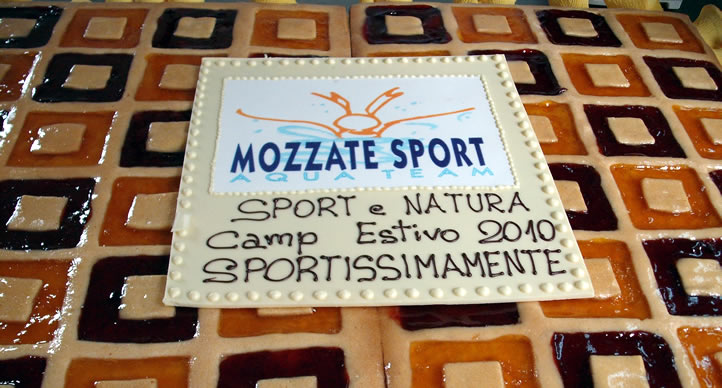 MOZZATE SPORT
AQUA TEAM
SPORT e NATURA
Camp Estivo 2010
SPORTISSIMAMENTE